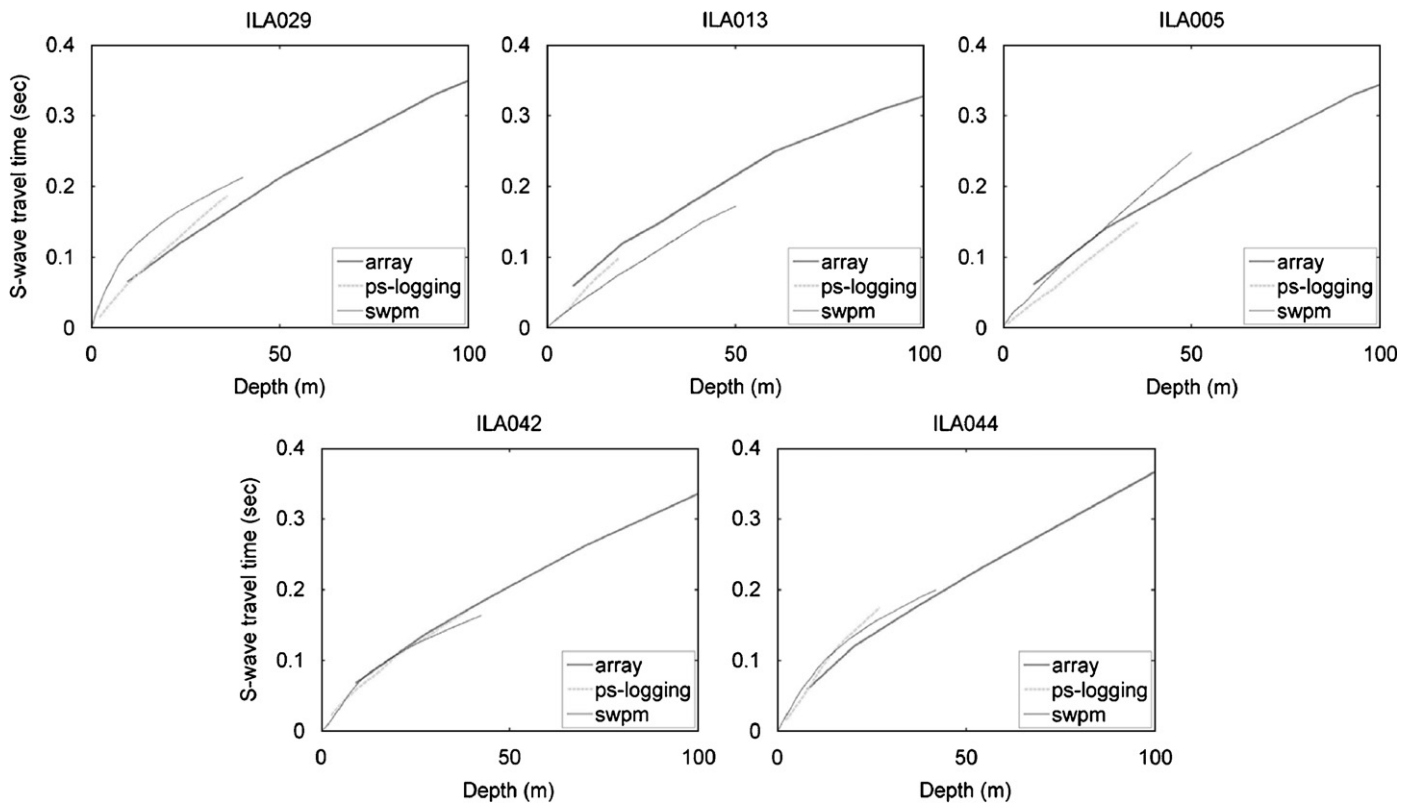 ILA029
S-wave travel time (sec)
0.4
0.3
0.2
0.1
0
0
50
100
Depth (m)
array
ps-logging
swpm
ILA013
0.4
0.3
0.2
0.1
0
0
50
100
Depth (m)
array
ps-logging
swpm
ILA005
0.4
0.3
0.2
0.1
0
0
50
100
Depth (m)
array
ps-logging
swpm
ILA042
S-wave travel time (sec)
0.4
0.3
0.2
0.1
0
0
50
100
Depth (m)
array
ps-logging
swpm
ILA044
0.4
0.3
0.2
0.1
0
0
50
100
Depth (m)
array
ps-logging
swpm